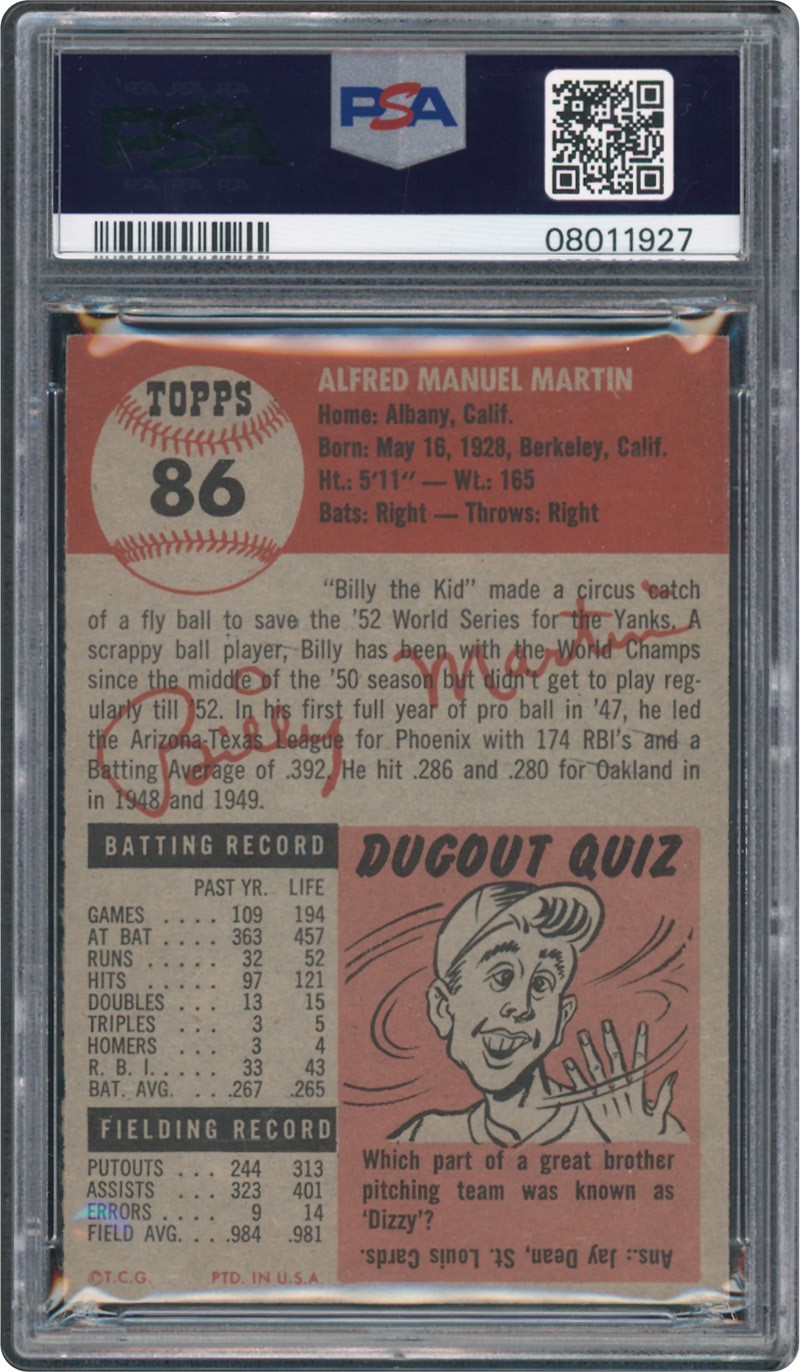 PSA
08011927
TOPPS
86
ALFRED MANUEL MARTIN
Home: Albany, Calif.
Born: May 16, 1928, Berkeley, Calif.
Ht.: 5'11" — Wt.: 165
Bats: Right — Throws: Right
"Billy the Kid" made a circus catch
of a fly ball to save the '52 World Series for the Yanks. A
scrappy ball player, Billy has been with the World Champs
since the middle of the '50 season but didn't get to play reg-
ularly till '52. In his first full year of pro ball in '47, he led
the Arizona-Texas League for Phoenix with 174 RBI's and a
Batting Average of .392. He hit .286 and .280 for Oakland in
in 1948 and 1949.
Billy Martin
BATTING RECORD
PAST YR. LIFE
GAMES .... 109 194
AT BAT .... 363 457
RUNS ..... 32 52
HITS ..... 97 121
DOUBLES ... 13 15
TRIPLES ... 3 5
HOMERS ... 3 4
R. B. I..... 33 43
BAT. AVG. ... .267 .265
FIELDING RECORD
PUTOUTS ... 244 313
ASSISTS ... 323 401
ERRORS .... 9 14
FIELD AVG. ... .984 .981
©T.C.G. PTD. IN U.S.A.
DUGOUT QUIZ
Which part of a great brother
pitching team was known as
'Dizzy'?
Ans.: Jay Dean, St. Louis Cards.